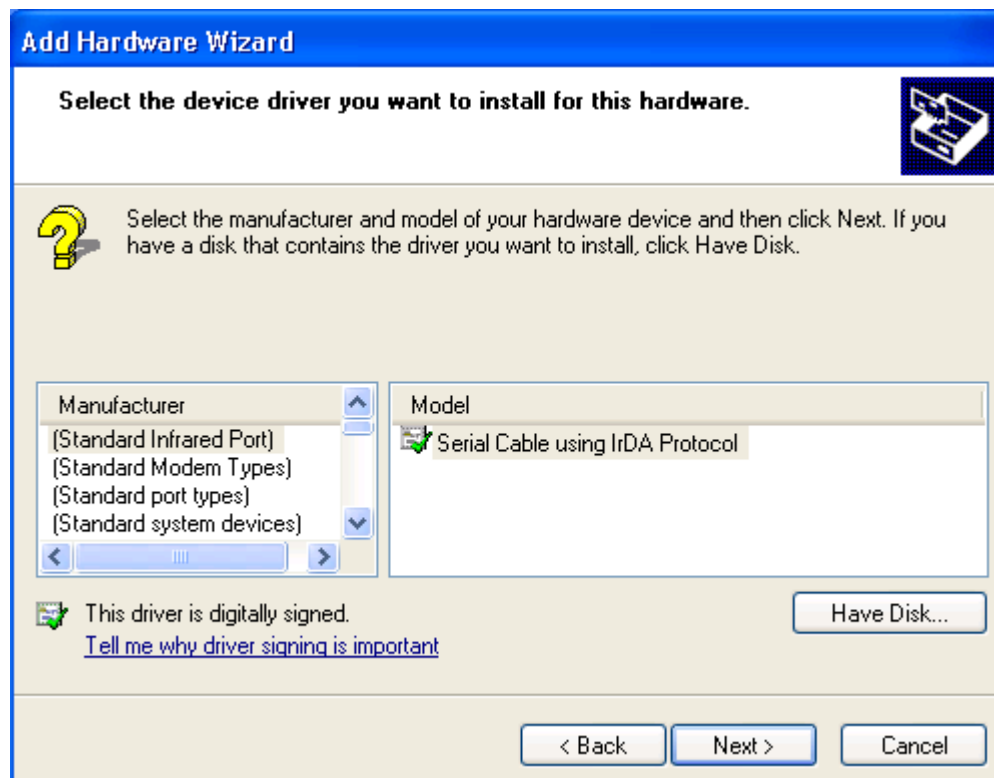 Add Hardware Wizard
Select the device driver you want to install for this hardware.
Select the manufacturer and model of your hardware device and then click Next. If you
have a disk that contains the driver you want to install, click Have Disk.
Manufacturer
(Standard Infrared Port)
(Standard Modem Types)
(Standard port types)
(Standard system devices)
Model
Serial Cable using IrDA Protocol
This driver is digitally signed.
Tell me why driver signing is important
Have Disk...
< Back
Next >
Cancel